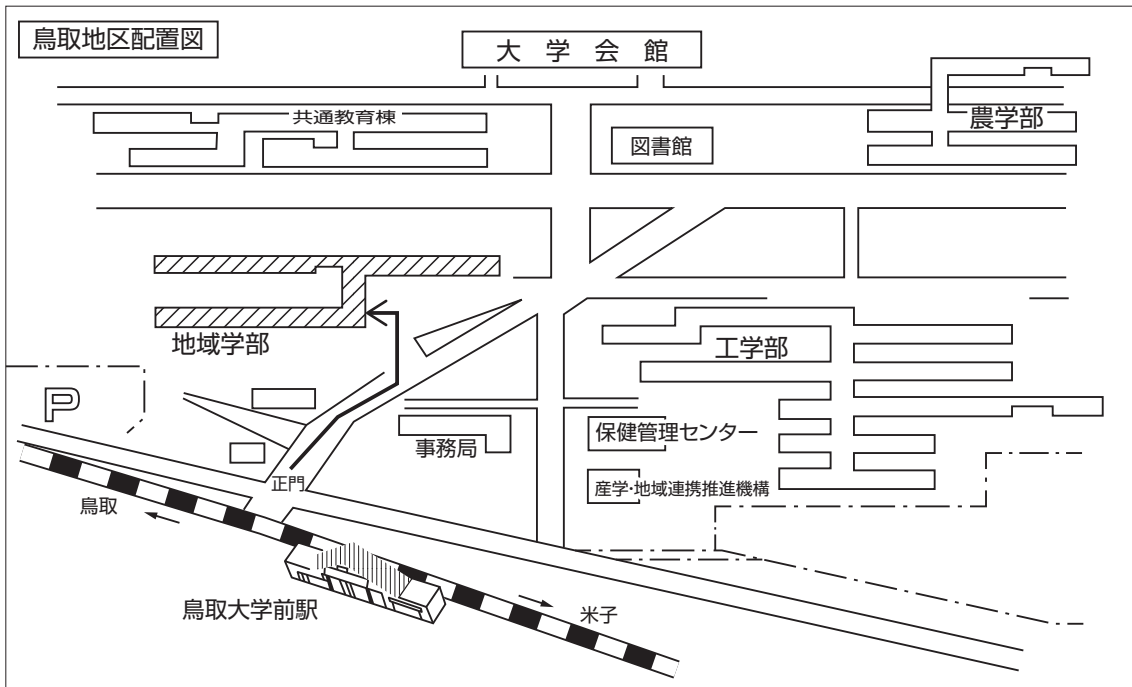 鳥取地区配置図
大学会館
共通教育棟
図書館
農学部
地域学部
工学部
P
事務局
保健管理センター
正門
産学・地域連携推進機構
鳥取
鳥取大学前駅
米子